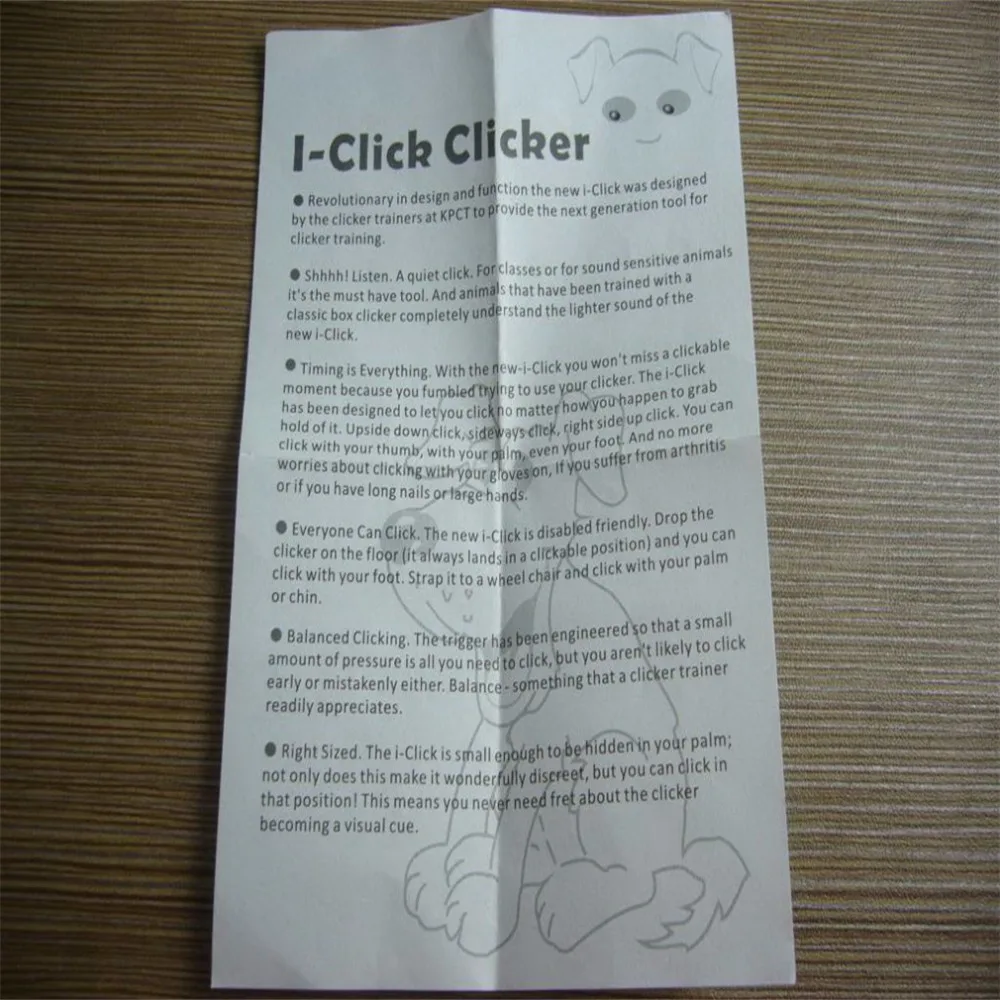 I-Click Clicker
● Revolutionary in design and function the new i-Click was designed
by the clicker trainers at KPCT to provide the next generation tool for
clicker training.
● Shhhh! Listen. A quiet click. For classes or for sound sensitive animals
it's the must have tool. And animals that have been trained with a
classic box clicker completely understand the lighter sound of the
new i-Click.
● Timing is Everything. With the new-i-Click you won't miss a clickable
moment because you fumbled trying to use your clicker. The i-Click
has been designed to let you click no matter how you happen to grab
hold of it. Upside down click, sideways click, right side up click. You can
click with your thumb, with your palm, even your foot. And no more
worries about clicking with your gloves on, If you suffer from arthritis
or if you have long nails or large hands.
● Everyone Can Click. The new i-Click is disabled friendly. Drop the
clicker on the floor (it always lands in a clickable position) and you can
click with your foot. Strap it to a wheel chair and click with your palm
or chin.
● Balanced Clicking. The trigger has been engineered so that a small
amount of pressure is all you need to click, but you aren't likely to click
early or mistakenly either. Balance - something that a clicker trainer
readily appreciates.
● Right Sized. The i-Click is small enough to be hidden in your palm;
not only does this make it wonderfully discreet, but you can click in
that position! This means you never need fret about the clicker
becoming a visual cue.